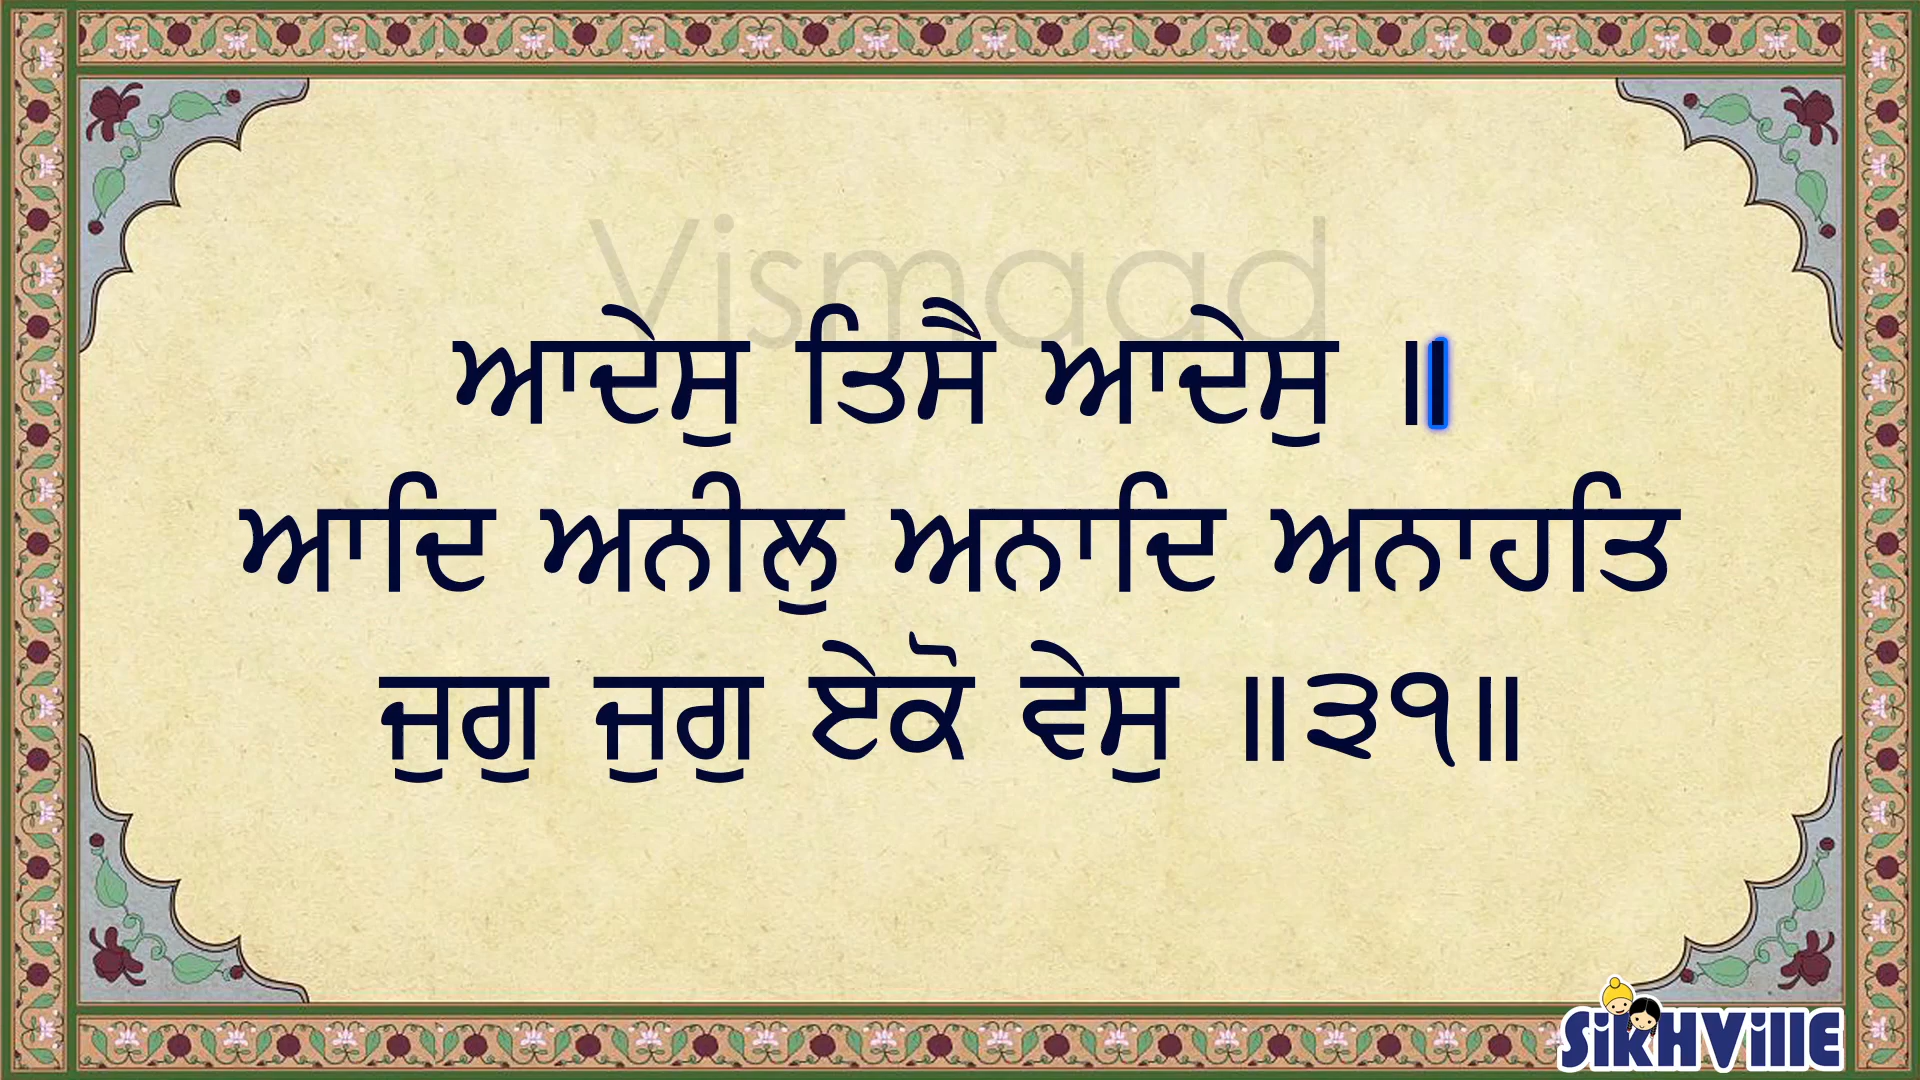 Vismaad
ਆਦੇਸੁ ਤਿਸੈ ਆਦੇਸੁ ॥
ਆਦਿ ਅਨੀਲੁ ਅਨਾਦਿ ਅਨਾਹਤਿ
ਜੁਗੁ ਜੁਗੁ ਏਕੋ ਵੇਸੁ ॥੩੧॥
SikhVille